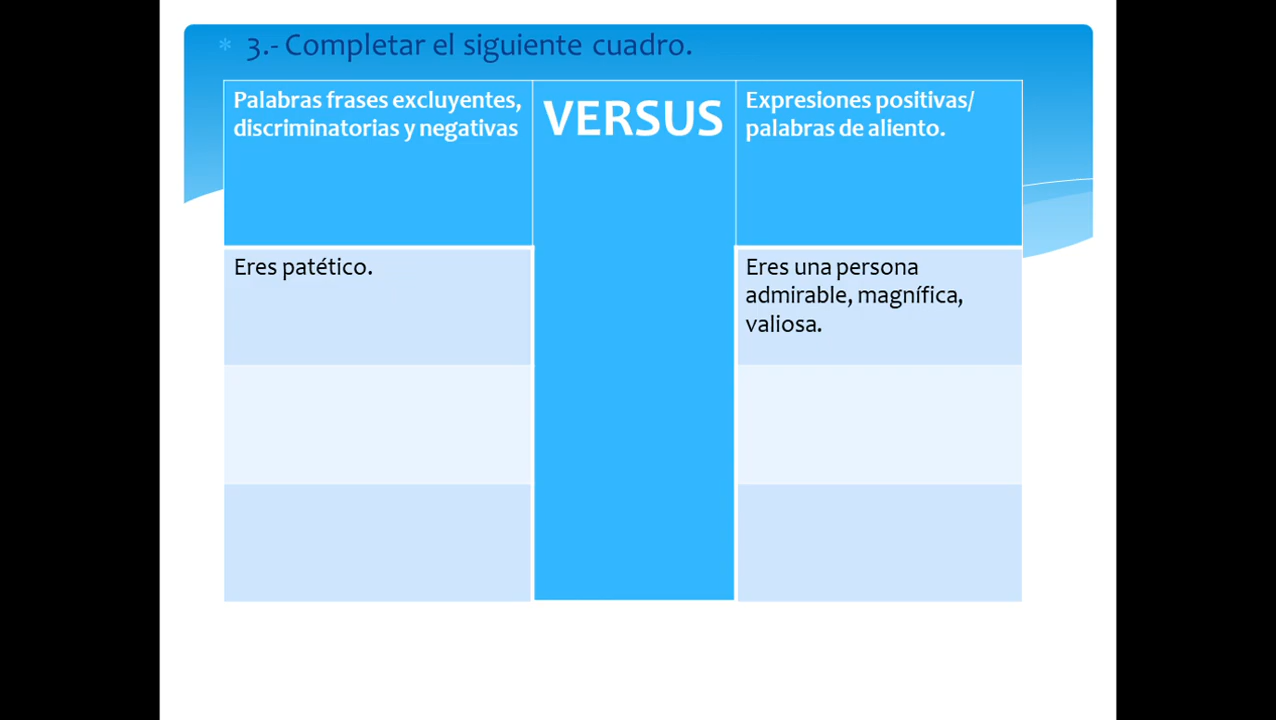 3.- Completar el siguiente cuadro.
Palabras frases excluyentes,
discriminatorias y negativas
VERSUS
Expresiones positivas/
palabras de aliento.
Eres patético.
Eres una persona
admirable, magnífica,
valiosa.